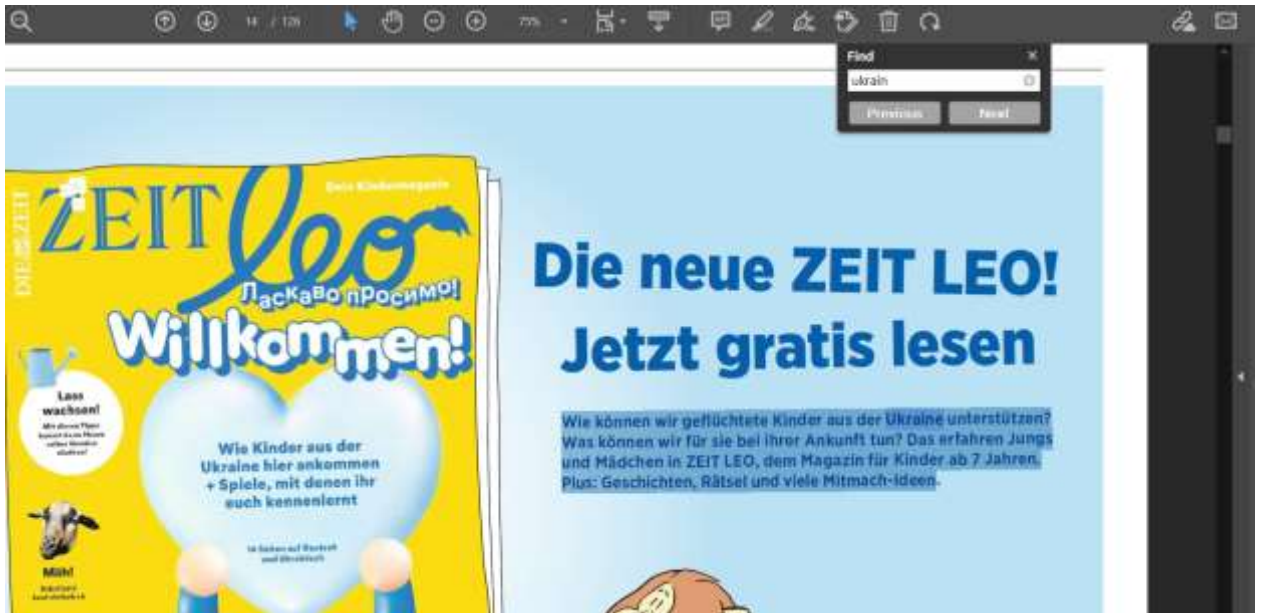 14 / 126
75%
Find
ukrain
Previous
Next
DIE ZEIT
ZEIT leo
Dein Kindermagazin
Ласкаво просимо!
Willkommen!
Lass
wachsen!
Wie Kinder aus der
Ukraine hier ankommen
+ Spiele, mit denen ihr
euch kennenlernt
Mäh!
Die neue ZEIT LEO!
Jetzt gratis lesen
Wie können wir geflüchtete Kinder aus der Ukraine unterstützen?
Was können wir für sie bei ihrer Ankunft tun? Das erfahren Jungs
und Mädchen in ZEIT LEO, dem Magazin für Kinder ab 7 Jahren.
Plus: Geschichten, Rätsel und viele Mitmach-Ideen.